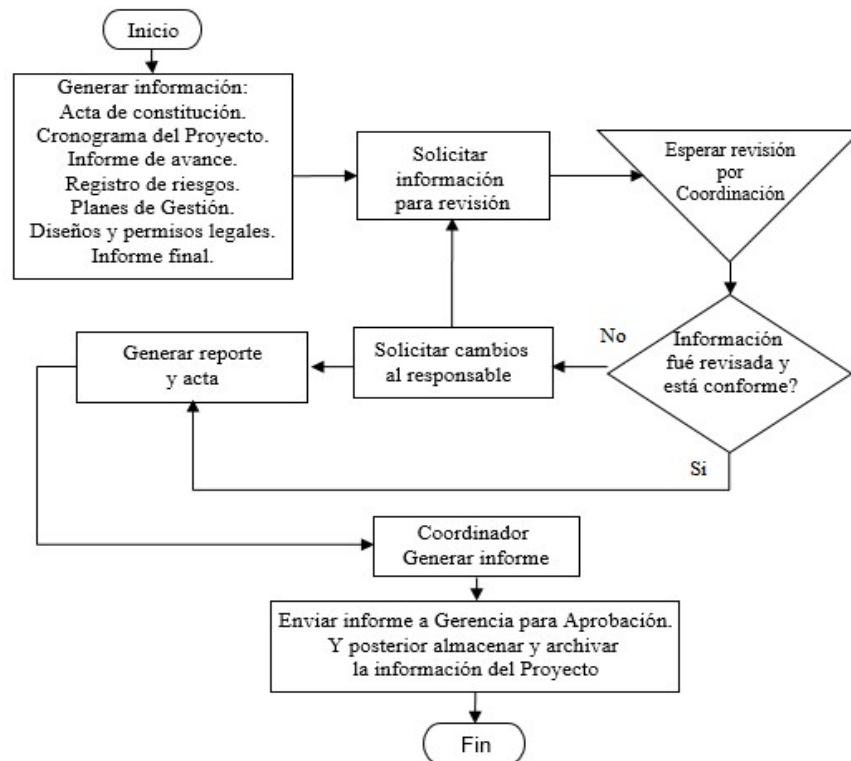 Inicio
Generar información:
Acta de constitución.
Cronograma del Proyecto.
Informe de avance.
Registro de riesgos.
Planes de Gestión.
Diseños y permisos legales.
Informe final.
Solicitar
información
para revisión
Esperar revisión
por
Coordinación
Información
fué revisada y
está conforme?
No
Si
Solicitar cambios
al responsable
Generar reporte
y acta
Coordinador
Generar informe
Enviar informe a Gerencia para Aprobación.
Y posterior almacenar y archivar
la información del Proyecto
Fin